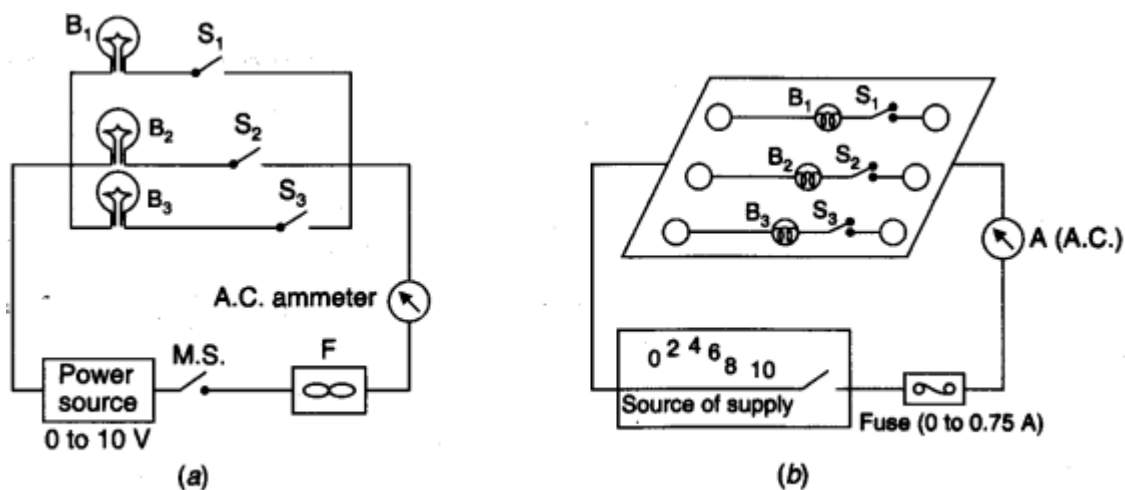 B₁
S₁
B₂
S₂
B₃
S₃
A.C. ammeter
M.S.
F
Power
source
0 to 10 V
(a)
B₁
S₁
B₂
S₂
B₃
S₃
A (A.C.)
0 2 4 6 8 10
Source of supply
Fuse (0 to 0.75 A)
(b)